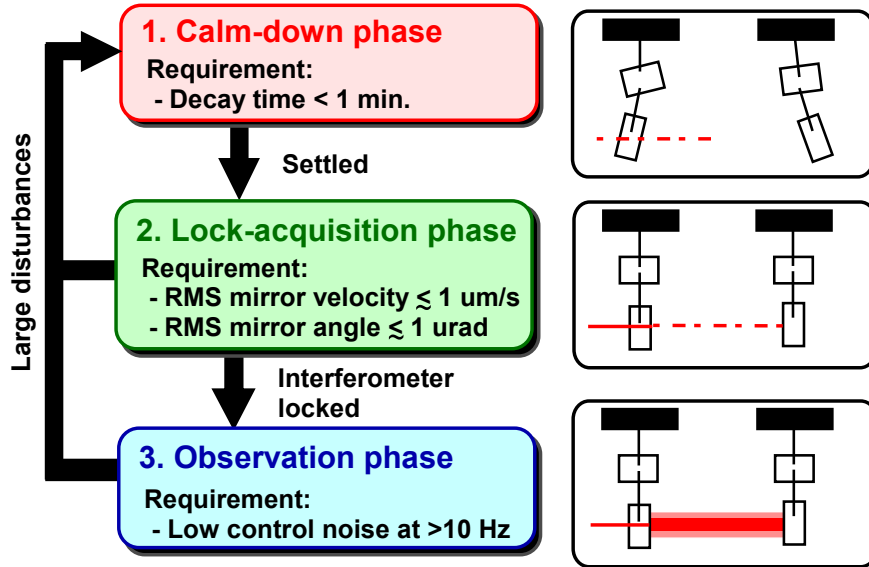 1. Calm-down phase
Requirement:
- Decay time < 1 min.
Settled
Large disturbances
2. Lock-acquisition phase
Requirement:
- RMS mirror velocity ≲ 1 um/s
- RMS mirror angle ≲ 1 urad
Interferometer
locked
3. Observation phase
Requirement:
- Low control noise at >10 Hz